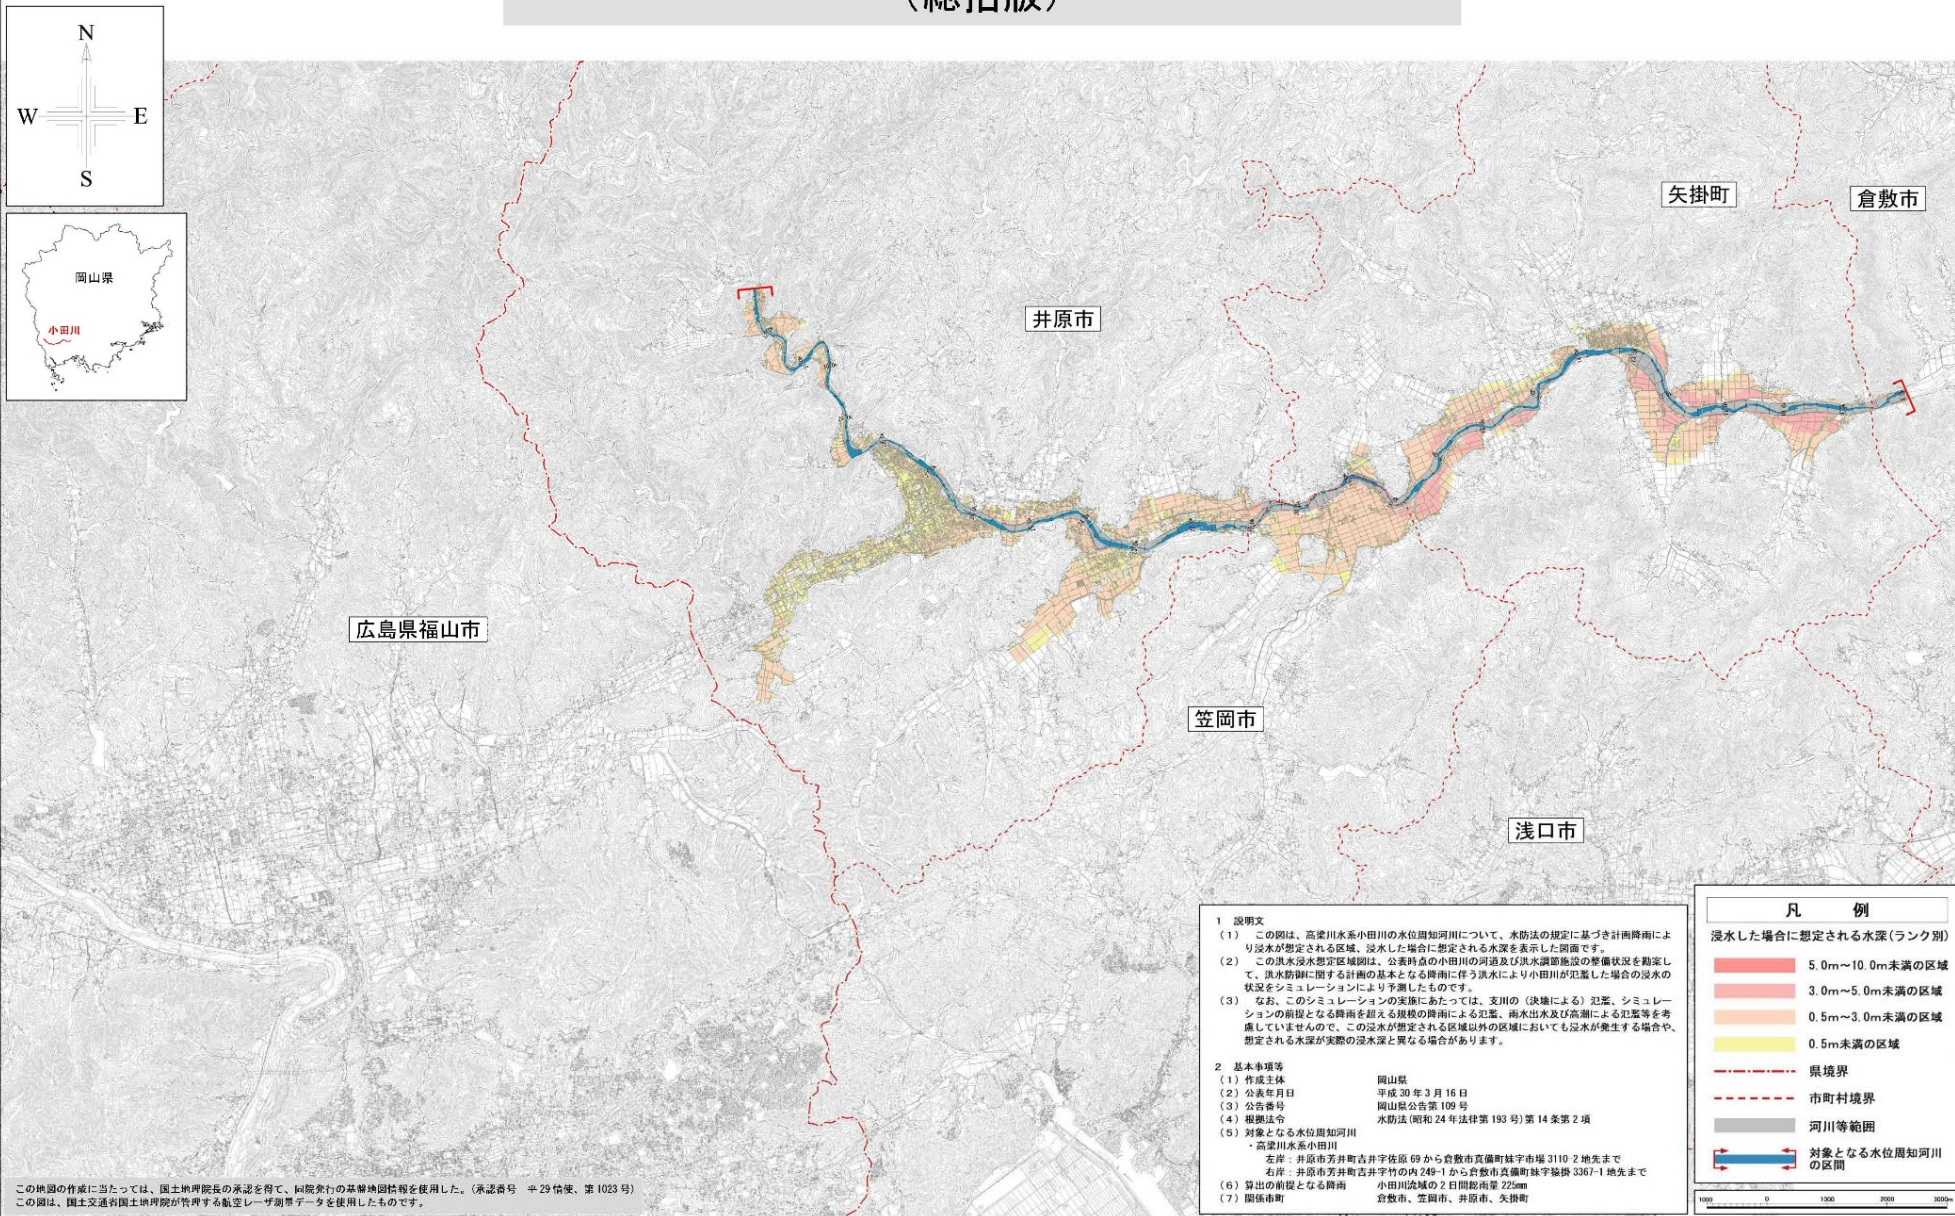 （総括版）
N
W
E
S
岡山県
小田川
矢掛町
倉敷市
井原市
広島県福山市
笠岡市
浅口市
1 説明文
(1) この図は、高梁川水系小田川の水位周知河川について、水防法の規定に基づき計画降雨によ
り浸水が想定される区域、浸水した場合に想定される水深を表示した図面です。
(2) この洪水浸水想定区域図は、公表時点の小田川の河道及び洪水調節施設の整備状況を勘案し
て、洪水防御に関する計画の基本となる降雨に伴う洪水により小田川が氾濫した場合の浸水の
状況をシミュレーションにより予測したものです。
(3) なお、このシミュレーションの実施にあたっては、支川の（決壊による）氾濫、シミュレー
ションの前提となる降雨を超える規模の降雨による氾濫、雨水出水及び高潮による氾濫等を考
慮していませんので、この浸水が想定される区域以外の区域においても浸水が発生する場合や、
想定される水深が実際の浸水深と異なる場合があります。
2 基本事項等
(1) 作成主体 岡山県
(2) 公表年月日 平成30年3月16日
(3) 公告番号 岡山県公告第109号
(4) 根拠法令 水防法(昭和24年法律第193号)第14条第2項
(5) 対象となる水位周知河川
・高梁川水系小田川
左岸：井原市芳井町吉井字佐原69から倉敷市真備町妹字市場3110-2地先まで
右岸：井原市芳井町吉井字竹の内249-1から倉敷市真備町妹字猿掛3367-1地先まで
(6) 算出の前提となる降雨 小田川流域の2日間総雨量225mm
(7) 関係市町 倉敷市、笠岡市、井原市、矢掛町
凡 例
浸水した場合に想定される水深(ランク別)
5.0m～10.0m未満の区域
3.0m～5.0m未満の区域
0.5m～3.0m未満の区域
0.5m未満の区域
県境界
市町村境界
河川等範囲
対象となる水位周知河川
の区間
1000 0 1000 2000 3000m
この地図の作成に当たっては、国土地理院長の承認を得て、同院発行の基盤地図情報を使用した。(承認番号 平29情使、第1023号)
この図は、国土交通省国土地理院が管理する航空レーザ測量データを使用したものです。